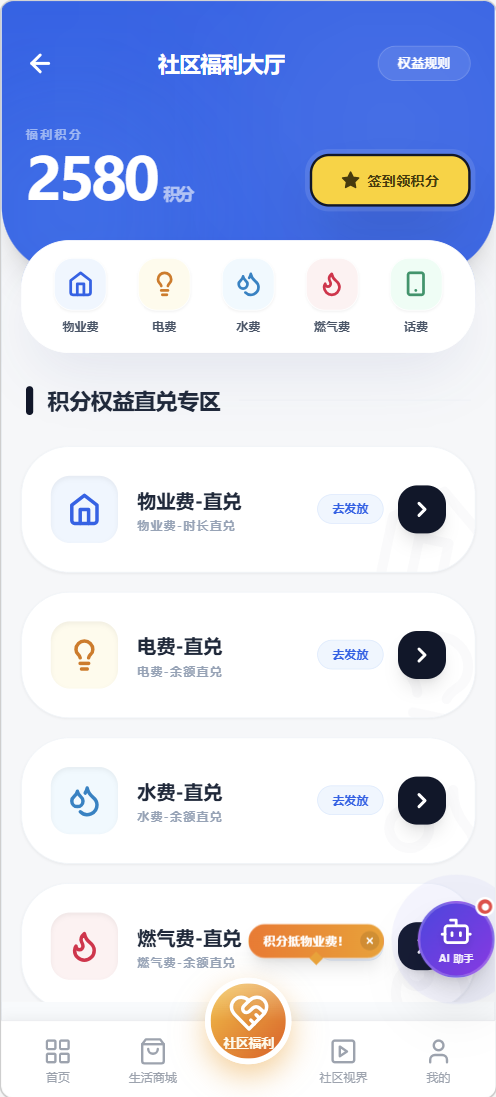 社区福利大厅
权益规则
福利积分
2580 积分
签到领积分
物业费 电费 水费 燃气费 话费
积分权益直兑专区
物业费-直兑
物业费-时长直兑
去发放
电费-直兑
电费-余额直兑
去发放
水费-直兑
水费-余额直兑
去发放
燃气费-直兑
燃气费-余额直兑
积分抵物业费!
AI 助手
社区福利
首页 生活商城 社区视界 我的